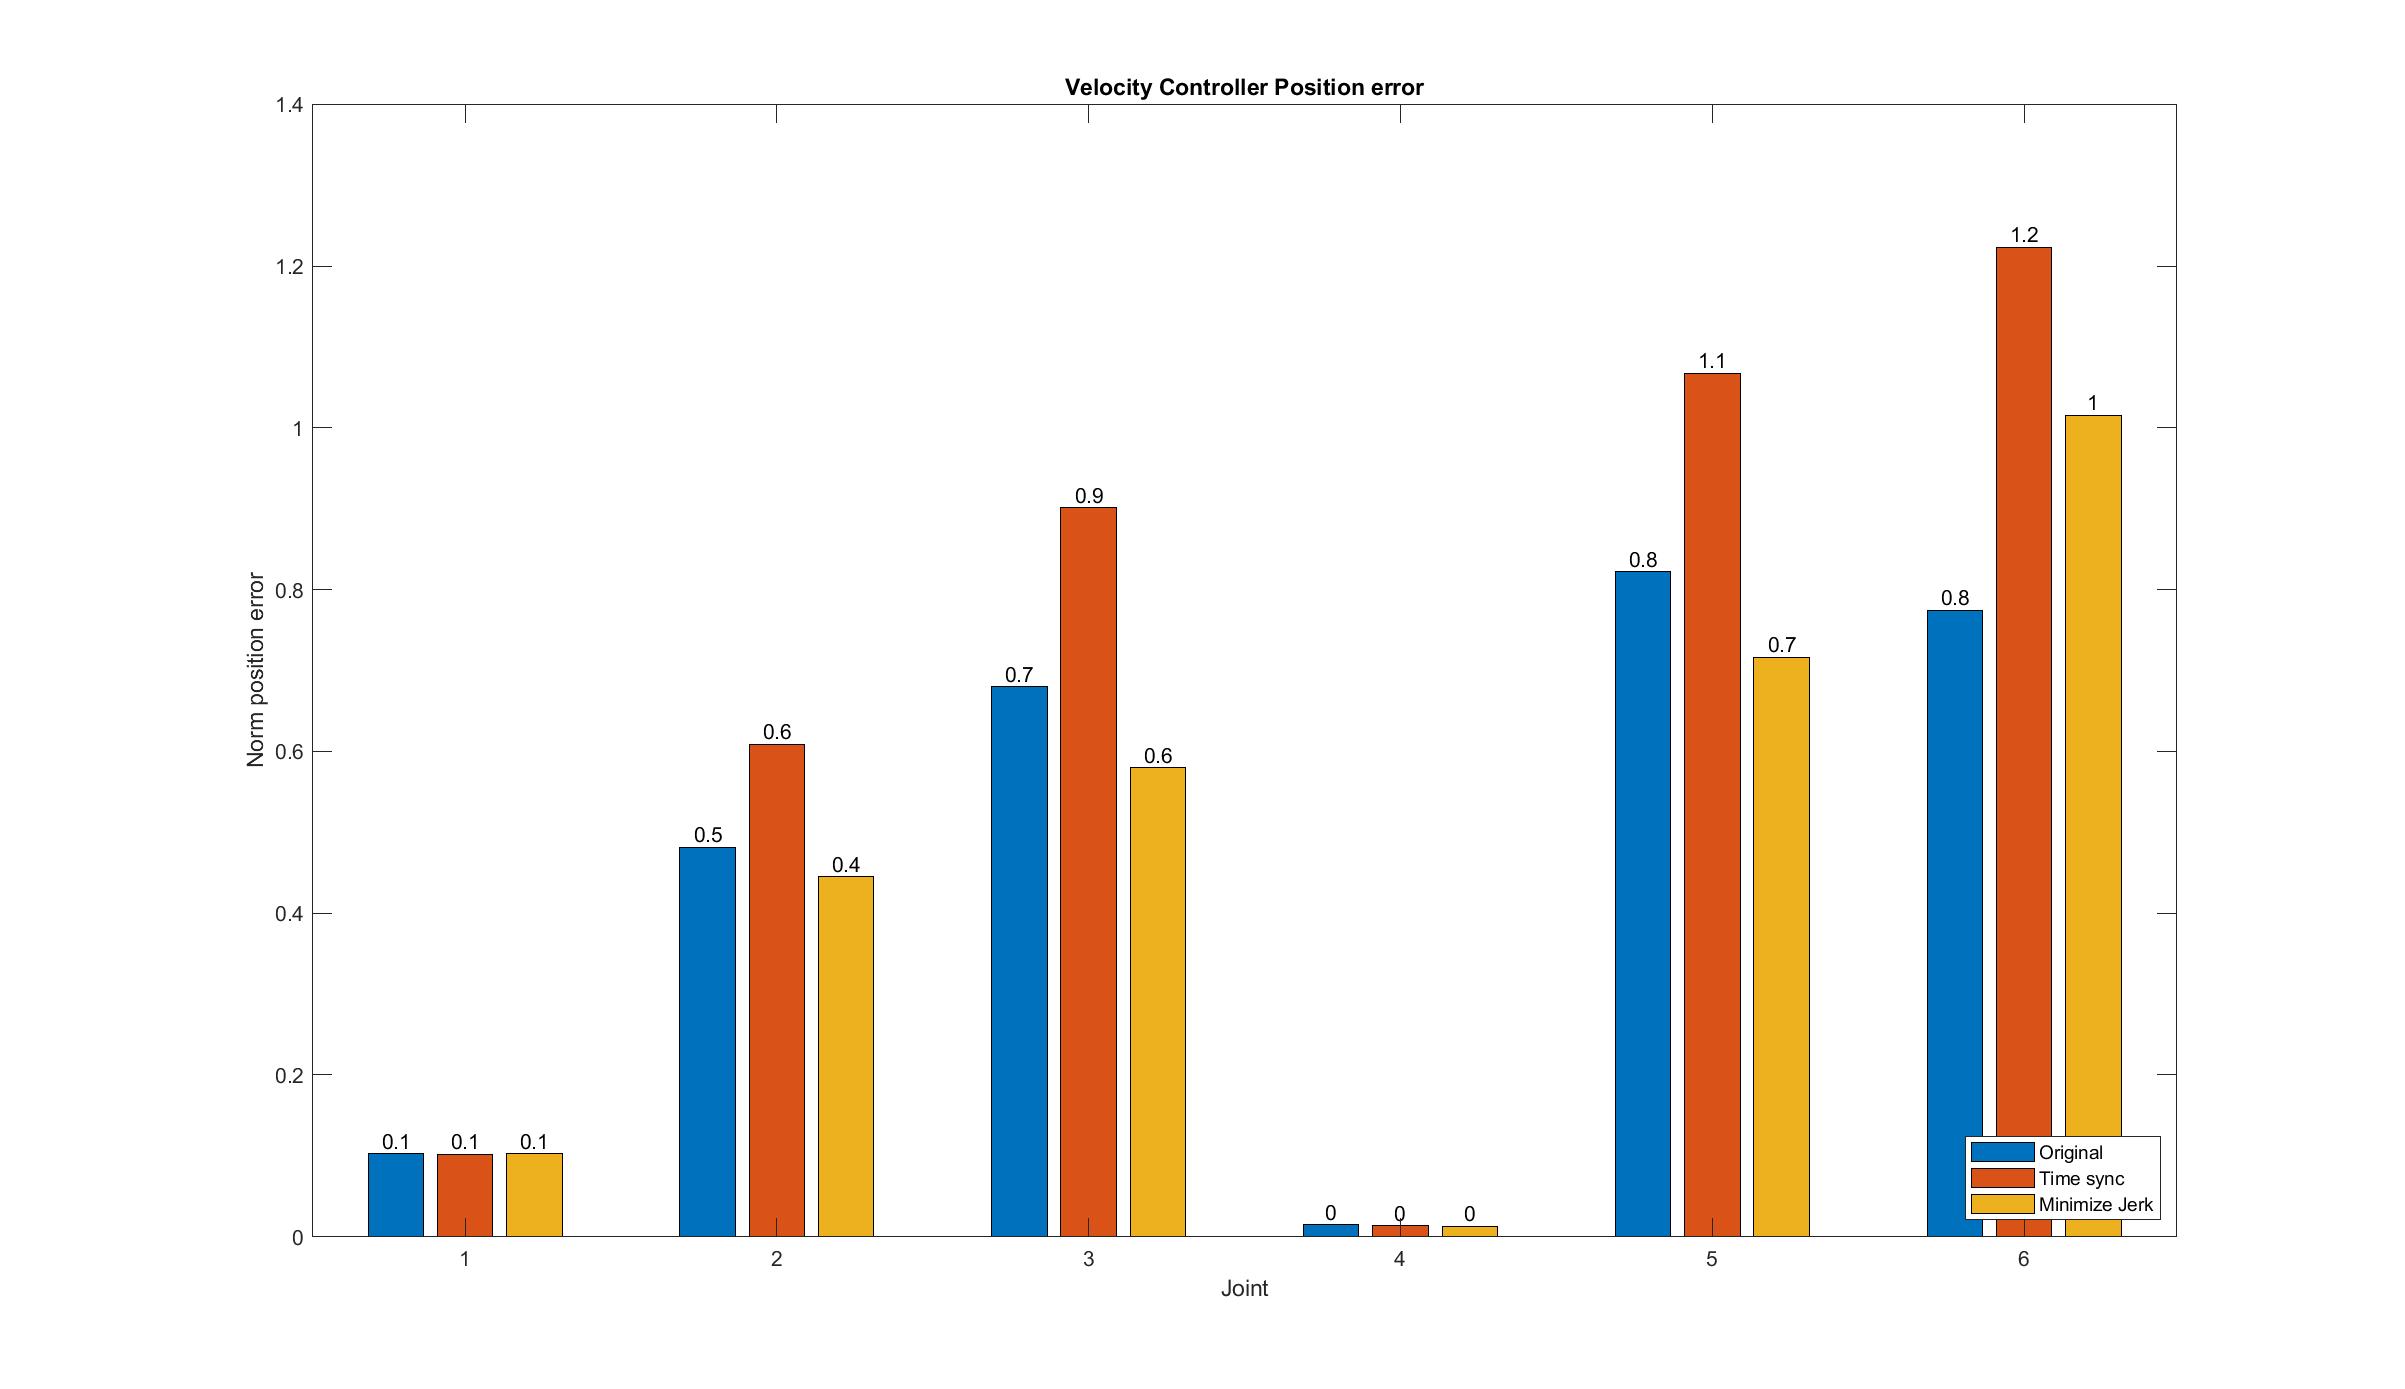 Velocity Controller Position error
1.4
1.2
1
0.8
0.6
0.4
0.2
0
Norm position error
0.1 0.1 0.1
0.5 0.6 0.4
0.7 0.9 0.6
0 0 0
0.8 1.1 0.7
0.8 1.2 1
1 2 3 4 5 6
Joint
Original
Time sync
Minimize Jerk